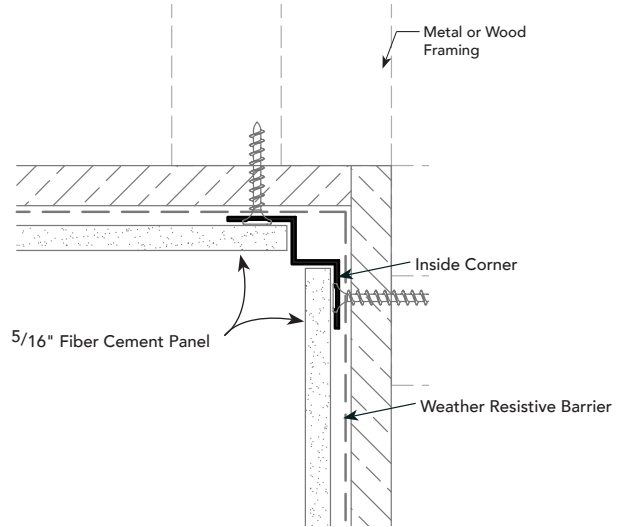 Metal or Wood
Framing
Inside Corner
5/16" Fiber Cement Panel
Weather Resistive Barrier